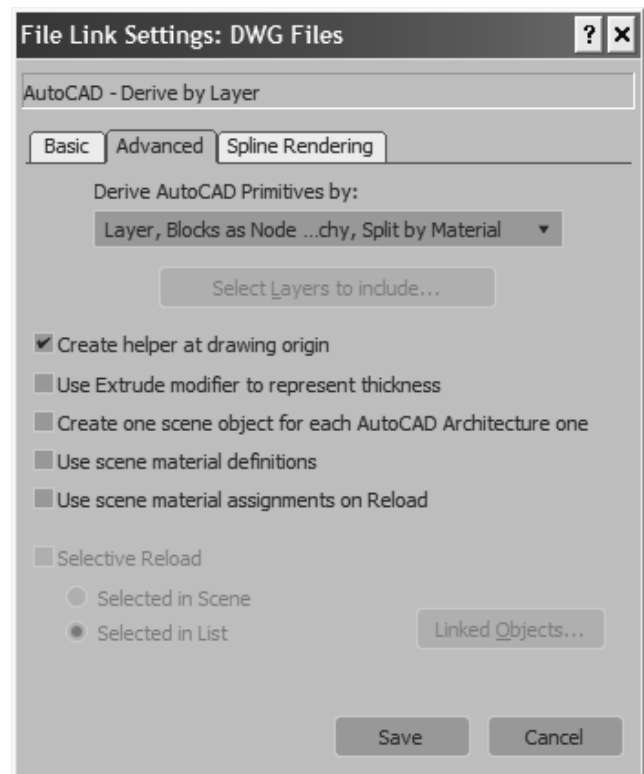 File Link Settings: DWG Files
AutoCAD - Derive by Layer
Basic Advanced Spline Rendering
Derive AutoCAD Primitives by:
Layer, Blocks as Node ...chy, Split by Material
Select Layers to include...
Create helper at drawing origin
Use Extrude modifier to represent thickness
Create one scene object for each AutoCAD Architecture one
Use scene material definitions
Use scene material assignments on Reload
Selective Reload
Selected in Scene
Selected in List
Linked Objects...
Save Cancel